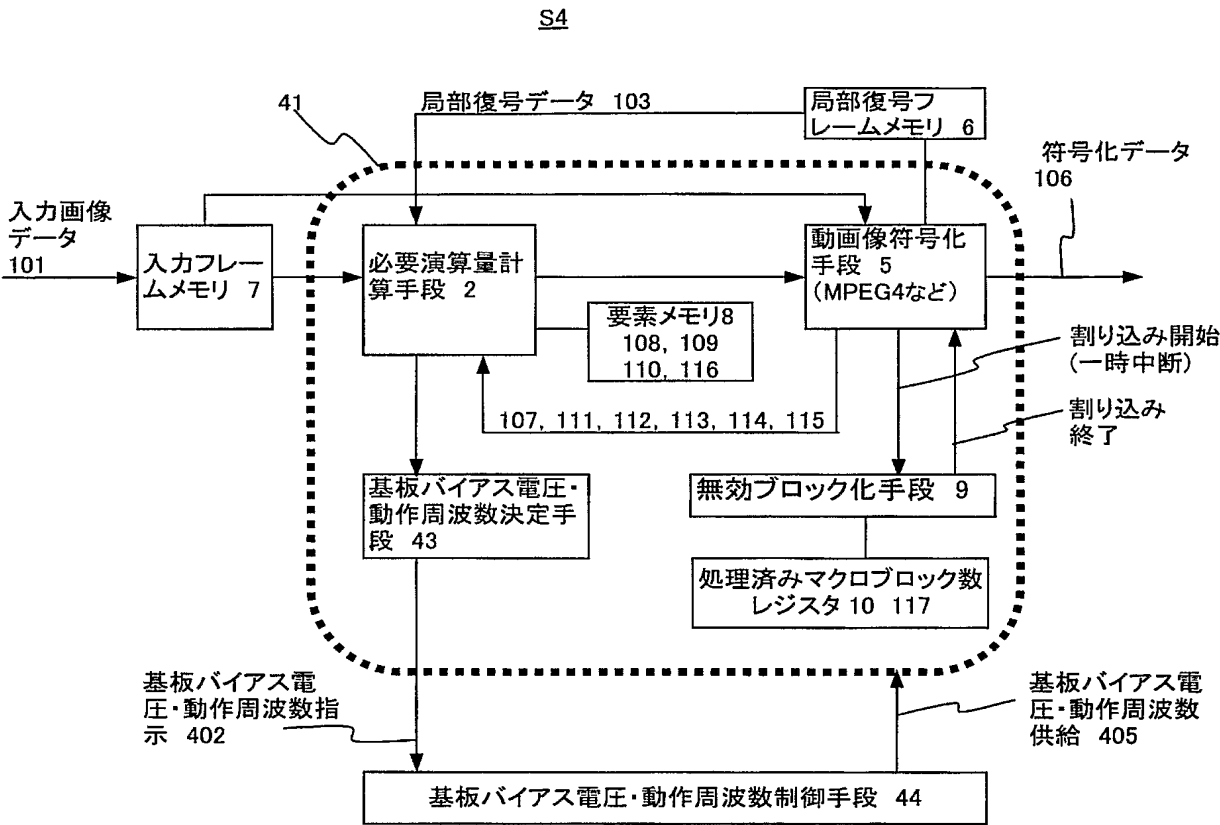 S4
41
局部復号データ 103
局部復号フ
レームメモリ 6
符号化データ
106
入力画像
データ
101
入力フレー
ムメモリ 7
必要演算量計
算手段 2
動画像符号化
手段 5
(MPEG4など)
要素メモリ8
108, 109
110, 116
割り込み開始
(一時中断)
107, 111, 112, 113, 114, 115
割り込み
終了
基板バイアス電圧・
動作周波数決定手
段 43
無効ブロック化手段 9
処理済みマクロブロック数
レジスタ 10 117
基板バイアス電
圧・動作周波数指
示 402
基板バイアス電
圧・動作周波数
供給 405
基板バイアス電圧・動作周波数制御手段 44